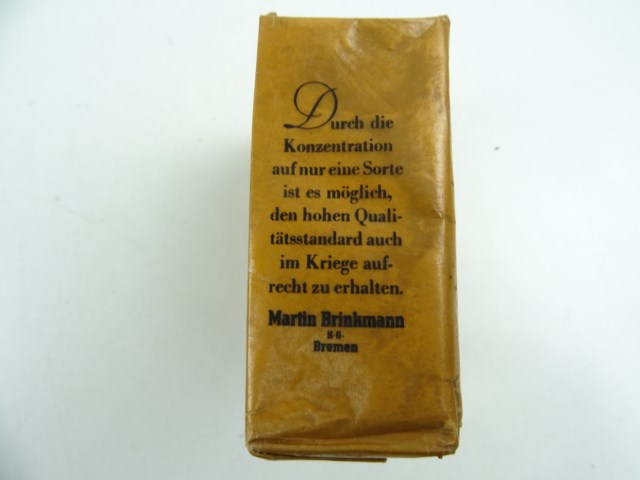 Durch die
Konzentration
auf nur eine Sorte
ist es möglich,
den hohen Quali-
tätsstandard auch
im Kriege auf-
recht zu erhalten.
Martin Brinkmann
K·G·
Bremen